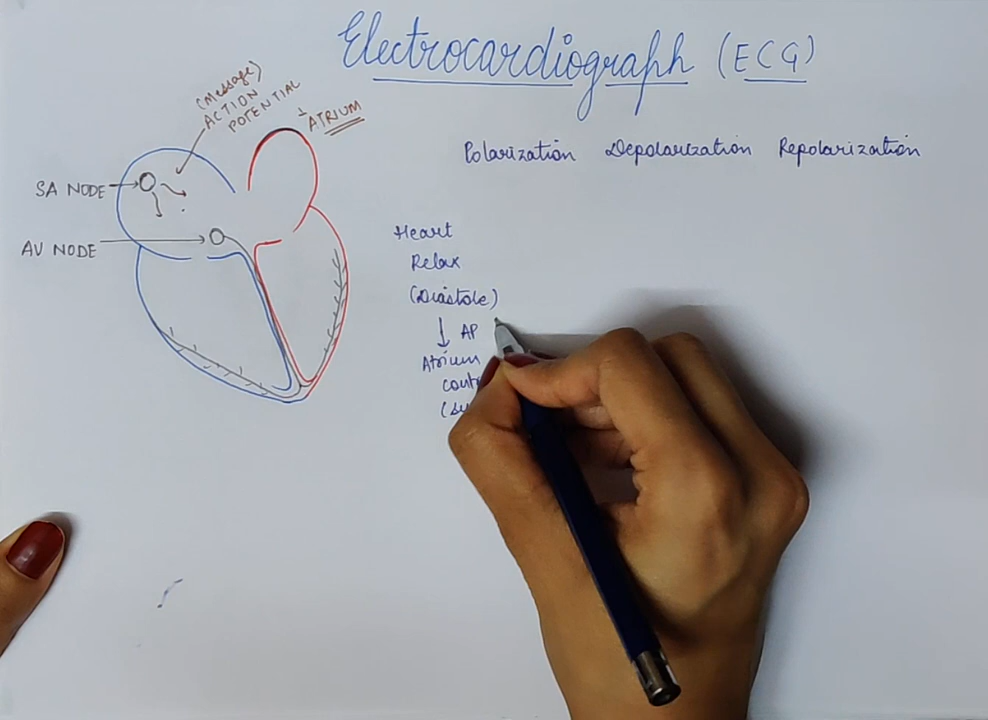 Electrocardiograph (ECG)
(Message)
ACTION
POTENTIAL
↓
ATRIUM
Polarization Depolarization Repolarization
SA NODE
AV NODE
Heart
Relax
(Diastole)
↓ AP
Atrium